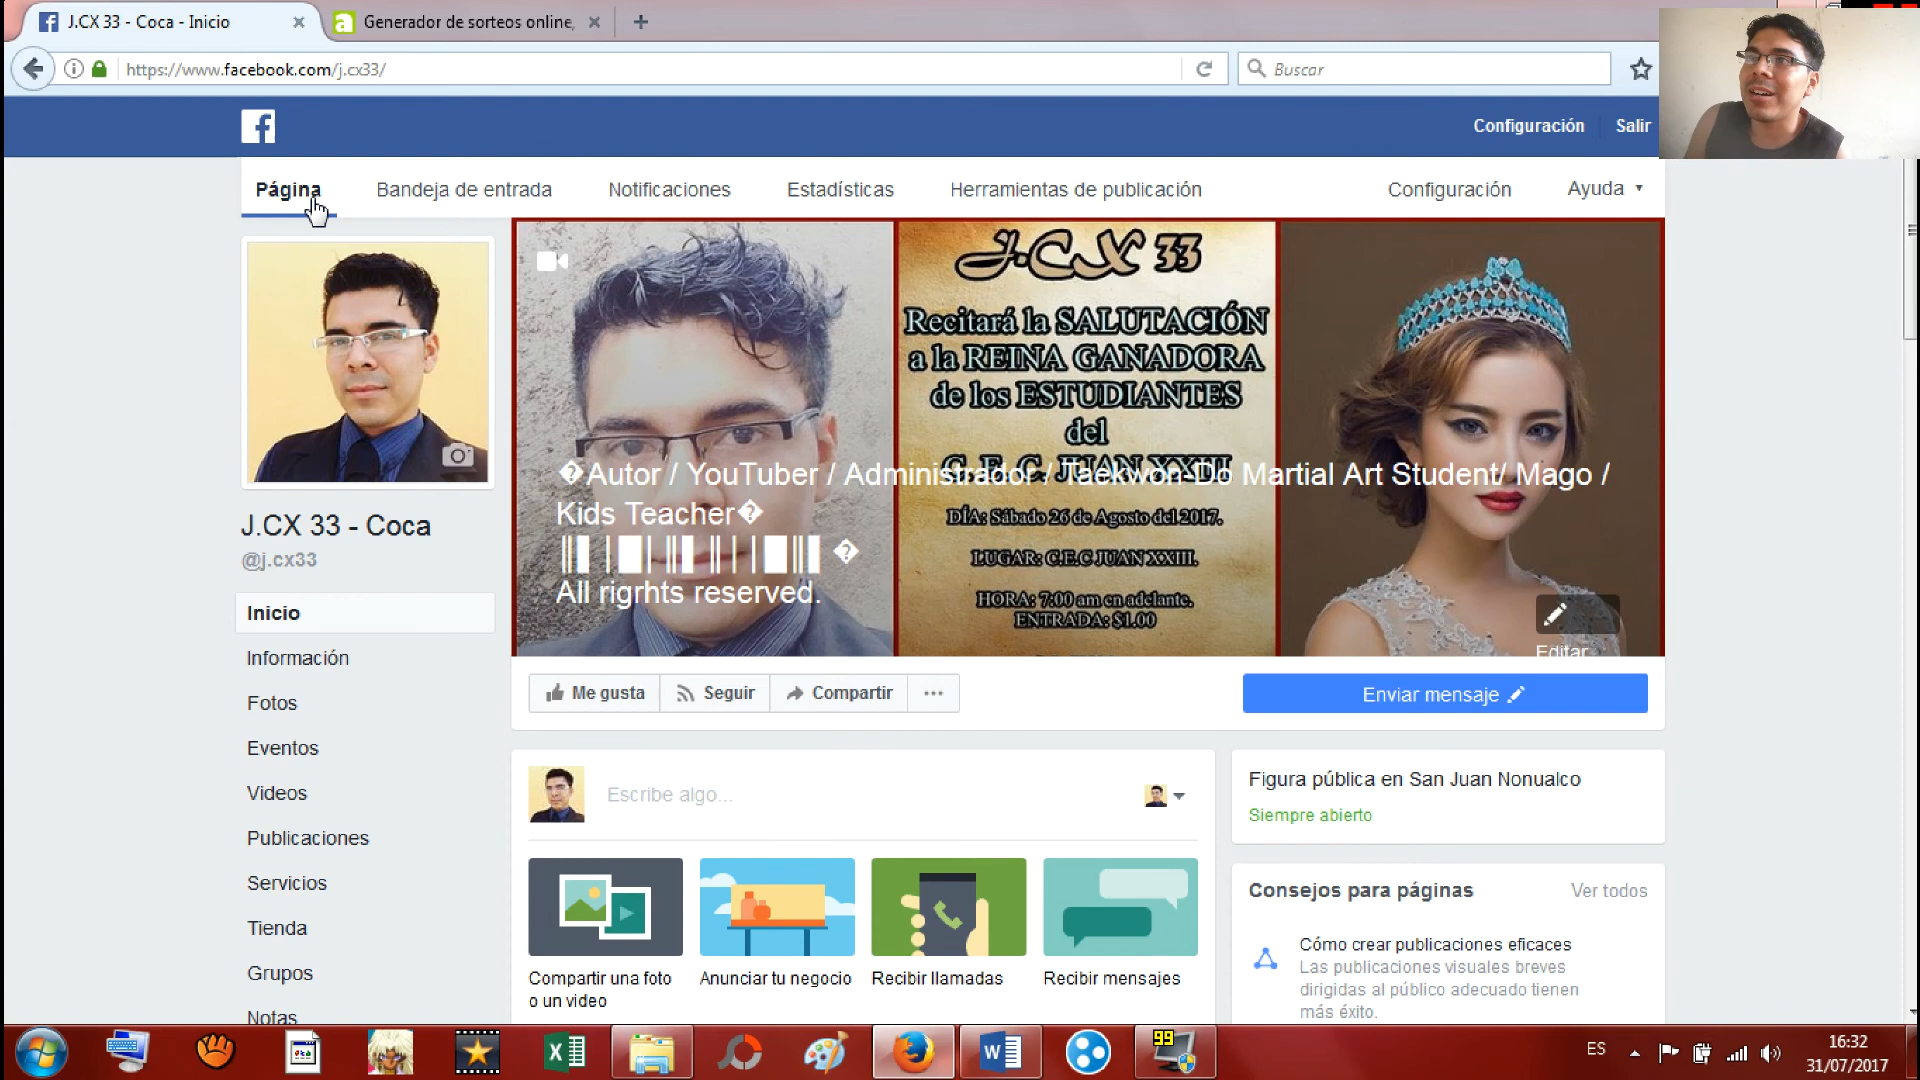 J.CX 33 - Coca - Inicio
Generador de sorteos online,
https://www.facebook.com/j.cx33/
Buscar
Configuración
Salir
Página
Bandeja de entrada
Notificaciones
Estadísticas
Herramientas de publicación
Configuración
Ayuda
J.CX 33
Recitará la SALUTACIÓN
a la REINA GANADORA
de los ESTUDIANTES
del
C.E.C. JUAN XXIII
DÍA: Sábado 26 de Agosto del 2017.
LUGAR: C.E.C JUAN XXIII.
HORA: 7:00 am en adelante.
ENTRADA: $1.00
�Autor / YouTuber / Administrador / Taekwon-Do Martial Art Student/ Mago /
Kids Teacher�
║▌│█│║▌║││█║▌ �
All rigrhts reserved.
Editar
J.CX 33 - Coca
@j.cx33
Inicio
Información
Fotos
Eventos
Videos
Publicaciones
Servicios
Tienda
Grupos
Notas
Me gusta
Seguir
Compartir
Enviar mensaje
Escribe algo...
Compartir una foto
o un video
Anunciar tu negocio
Recibir llamadas
Recibir mensajes
Figura pública en San Juan Nonualco
Siempre abierto
Consejos para páginas
Ver todos
Cómo crear publicaciones eficaces
Las publicaciones visuales breves
dirigidas al público adecuado tienen
más éxito.
99
ES
16:32
31/07/2017